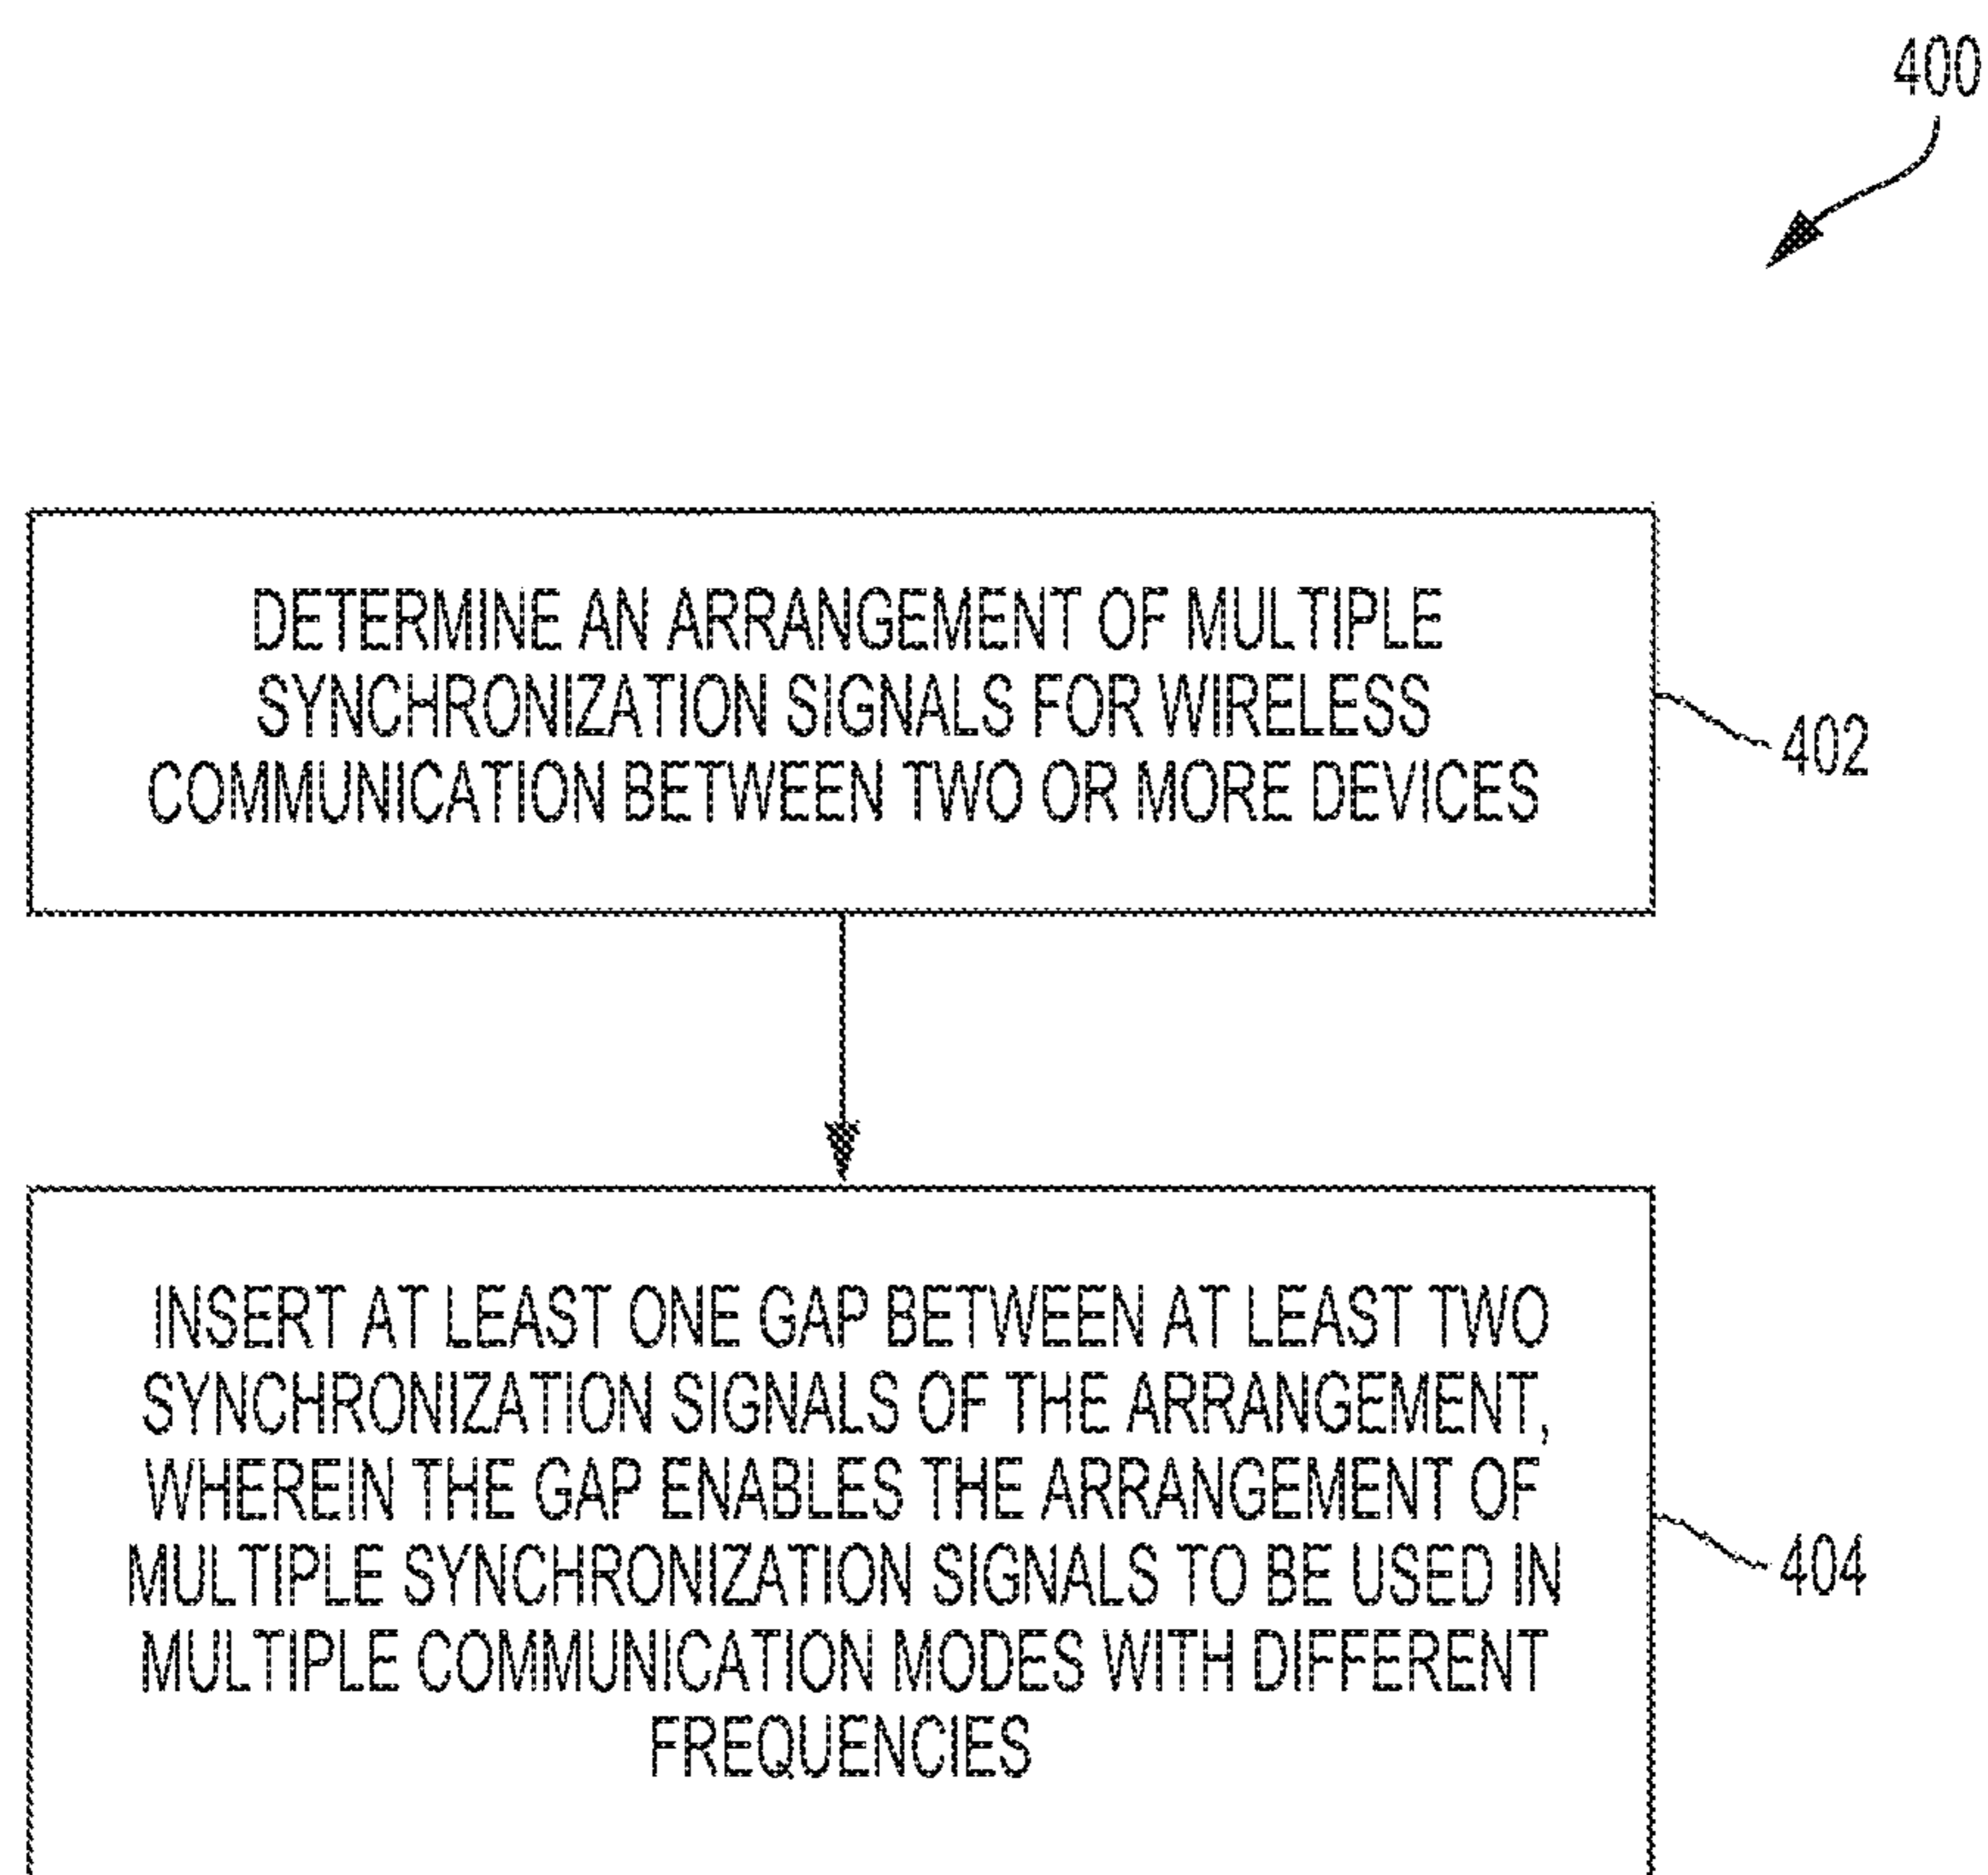 400
DETERMINE AN ARRANGEMENT OF MULTIPLE
SYNCHRONIZATION SIGNALS FOR WIRELESS
COMMUNICATION BETWEEN TWO OR MORE DEVICES
402
INSERT AT LEAST ONE GAP BETWEEN AT LEAST TWO
SYNCHRONIZATION SIGNALS OF THE ARRANGEMENT,
WHEREIN THE GAP ENABLES THE ARRANGEMENT OF
MULTIPLE SYNCHRONIZATION SIGNALS TO BE USED IN
MULTIPLE COMMUNICATION MODES WITH DIFFERENT
FREQUENCIES
404